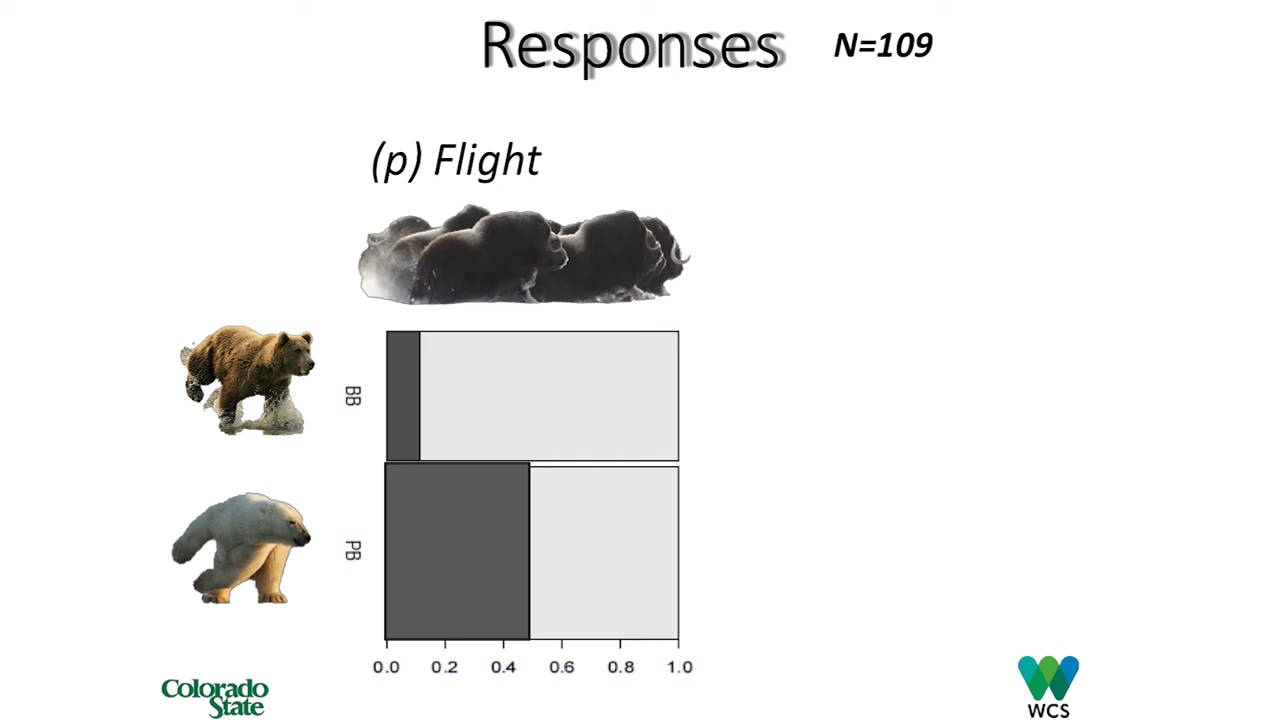 Responses
N=109
(p) Flight
BB
PB
0.0 0.2 0.4 0.6 0.8 1.0
Colorado
State
WCS